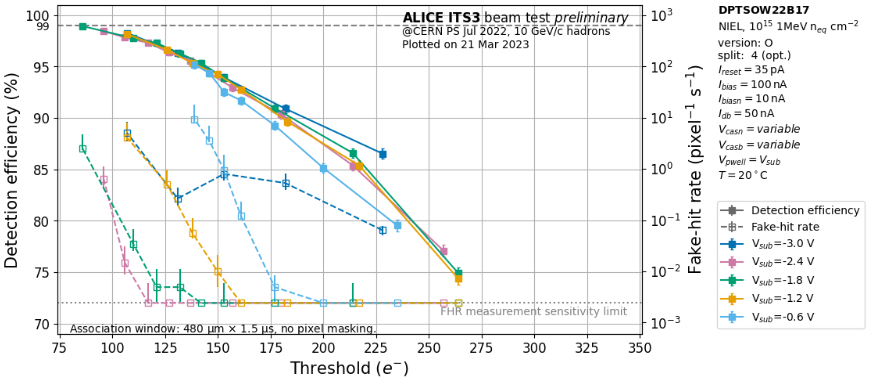 ALICE ITS3 beam test preliminary
@CERN PS Jul 2022, 10 GeV/c hadrons
Plotted on 21 Mar 2023
Detection efficiency (%)
100
99
95
90
85
80
75
70
Fake-hit rate (pixel⁻¹ s⁻¹)
10³
10²
10¹
10⁰
10⁻¹
10⁻²
10⁻³
FHR measurement sensitivity limit
Association window: 480 μm × 1.5 μs, no pixel masking.
75 100 125 150 175 200 225 250 275 300 325 350
Threshold (e⁻)
DPTSOW22B17
NIEL, 10¹⁵ 1MeV n_eq cm⁻²
version: O
split: 4 (opt.)
I_reset = 35 pA
I_bias = 100 nA
I_biasn = 10 nA
I_db = 50 nA
V_casn = variable
V_casb = variable
V_pwell = V_sub
T = 20°C
Detection efficiency
Fake-hit rate
V_sub=-3.0 V
V_sub=-2.4 V
V_sub=-1.8 V
V_sub=-1.2 V
V_sub=-0.6 V